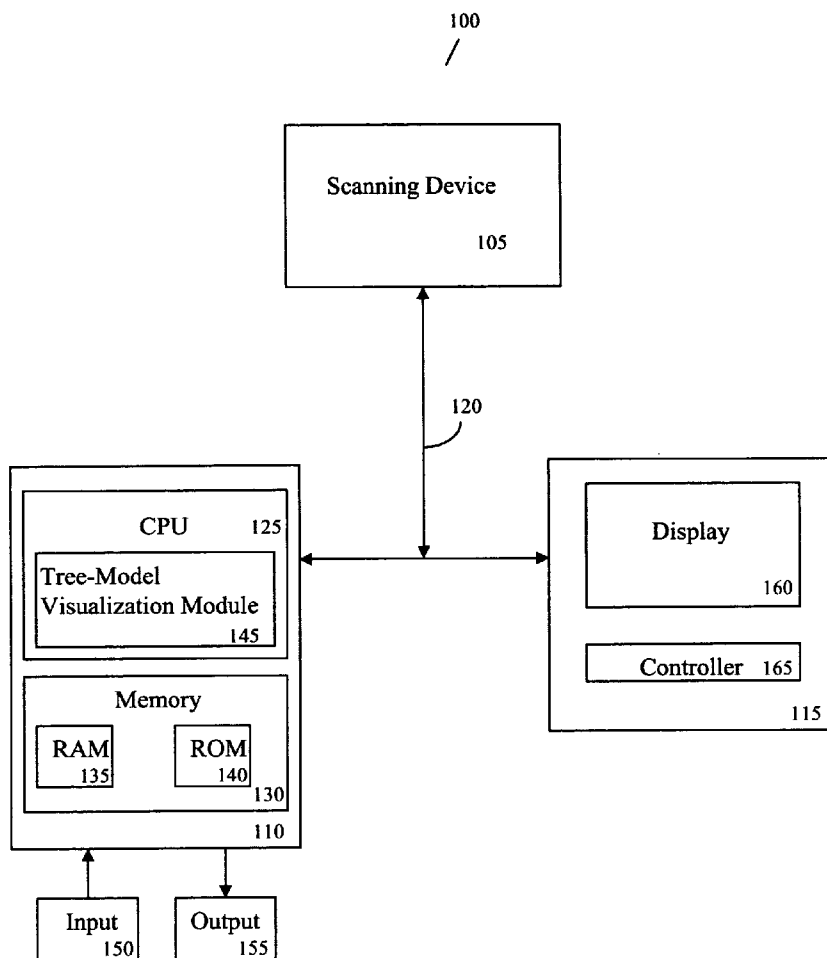 100
Scanning Device
105
120
CPU 125
Tree-Model
Visualization Module
145
Memory
RAM
135
ROM
140
130
110
Input
150
Output
155
Display
160
Controller 165
115